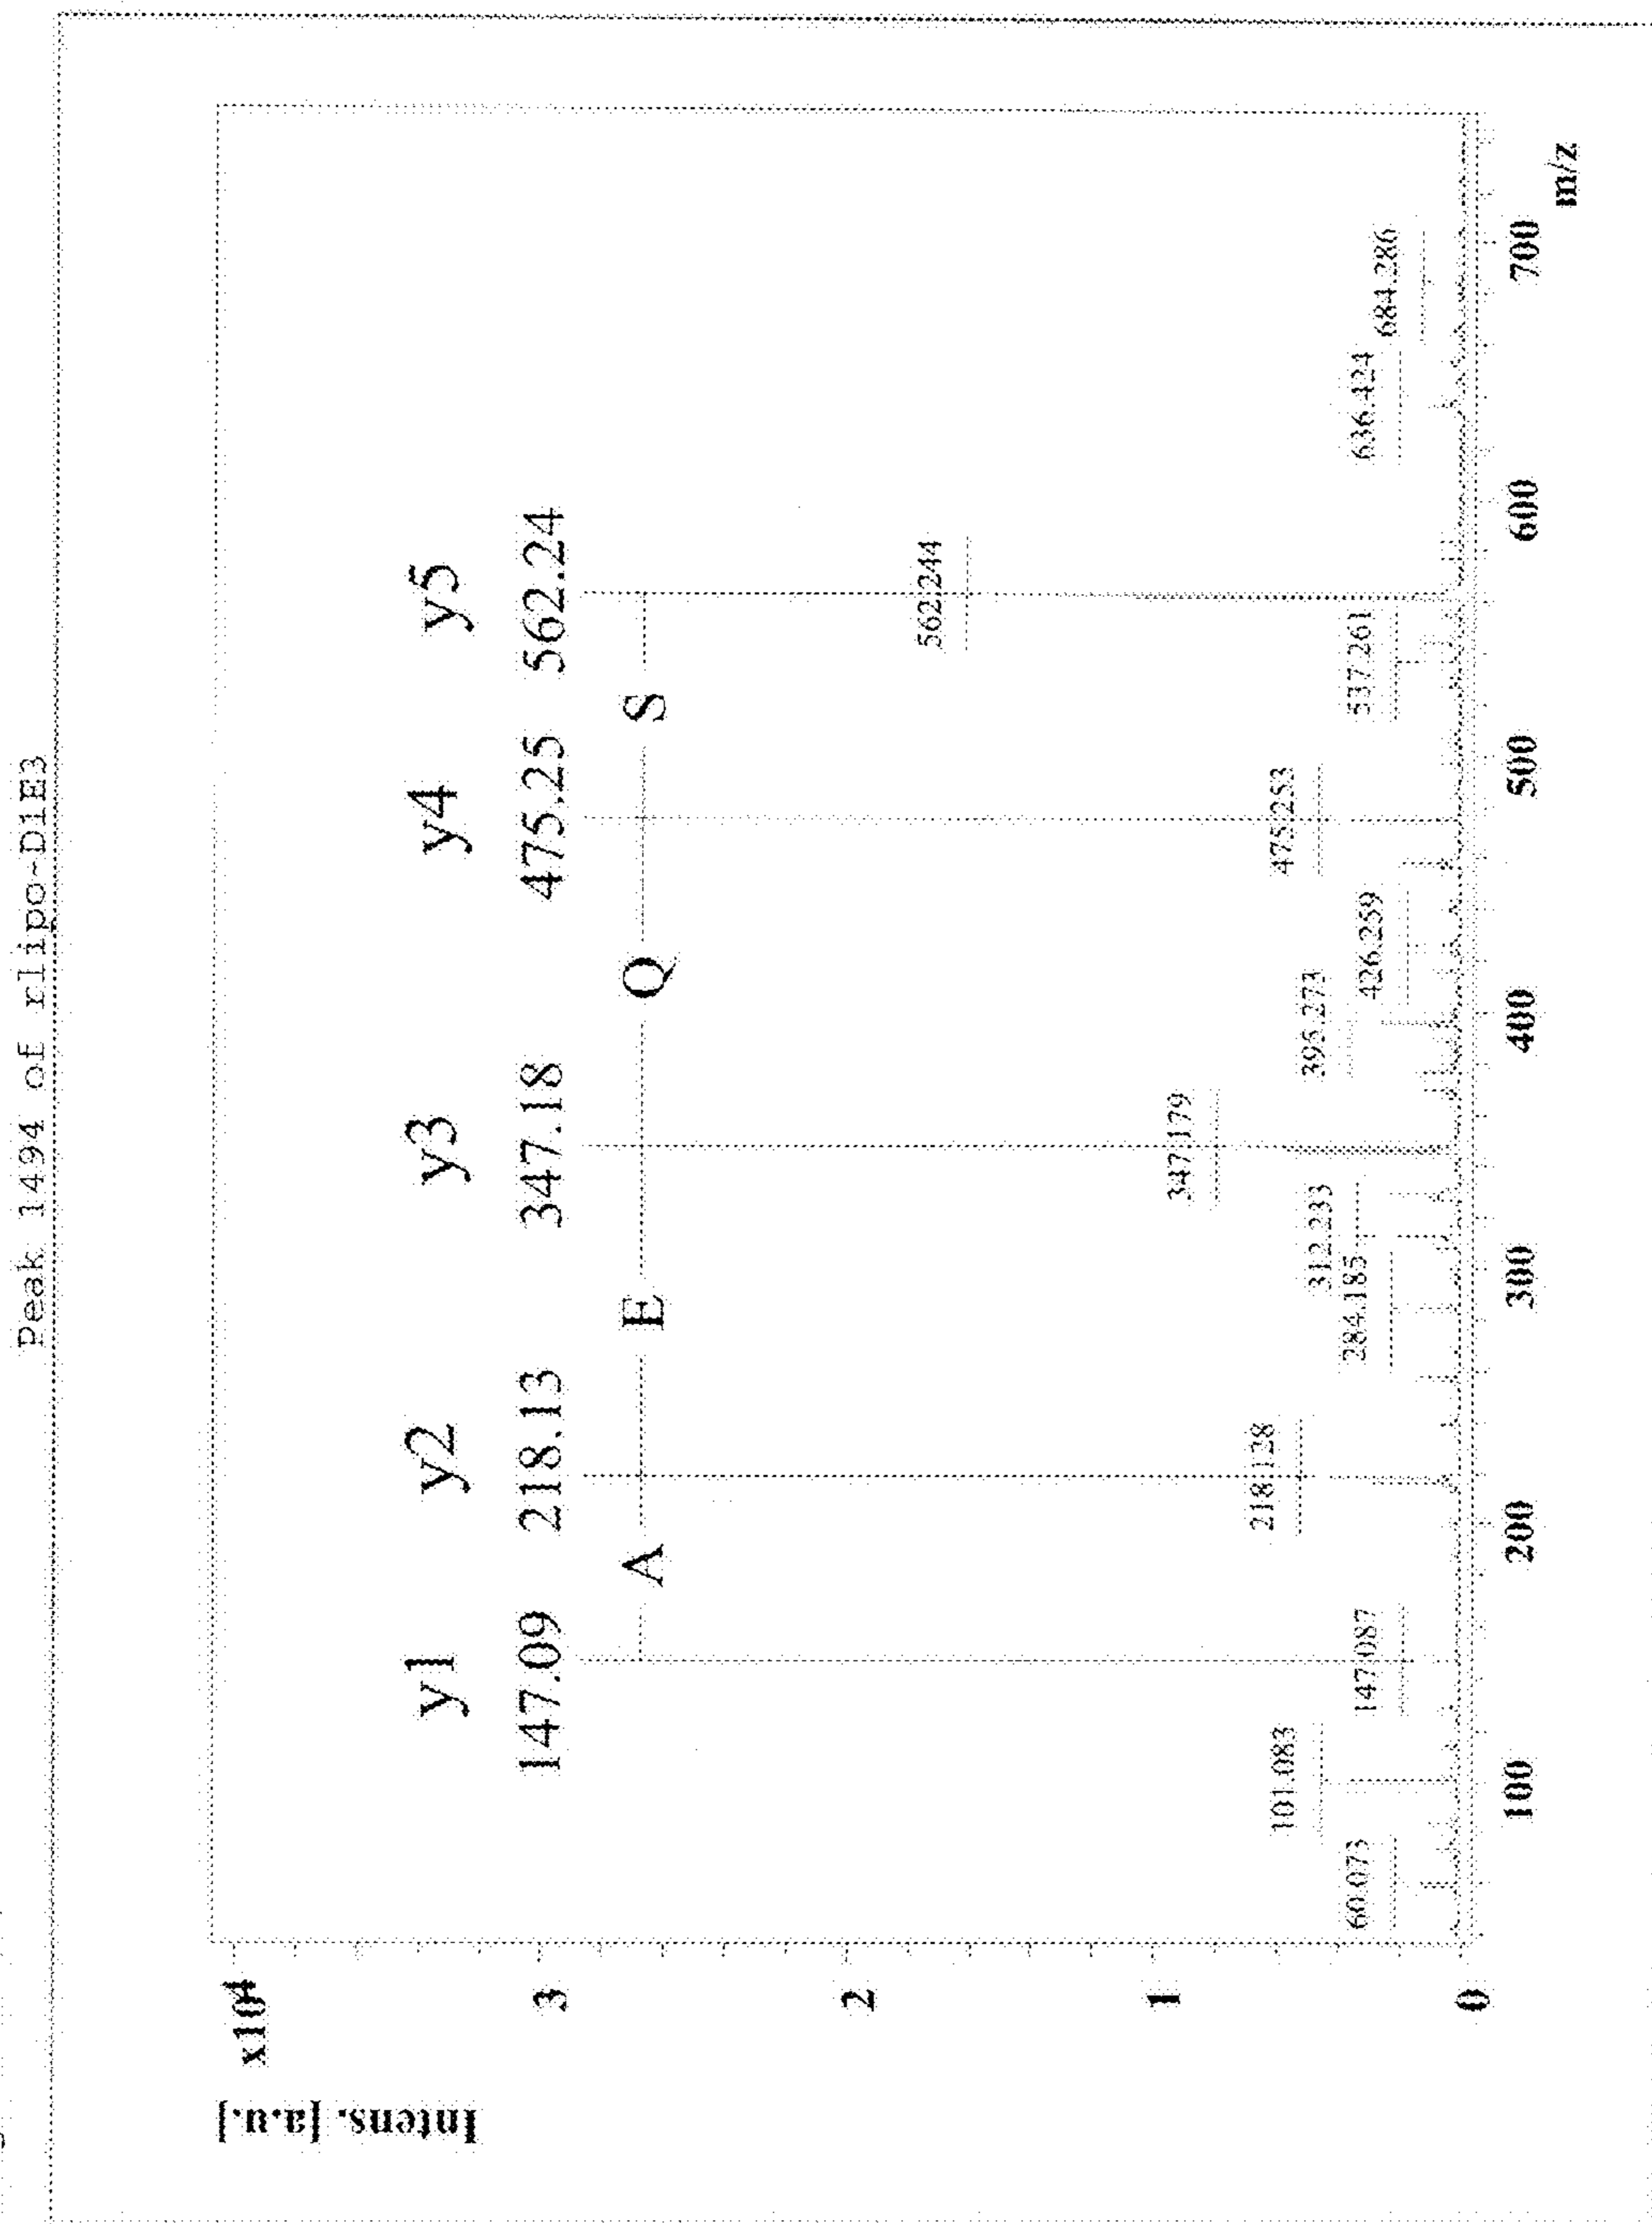 Peak 1494 of rlipo-D1E3
Intens. [a.u.]
x10⁴
3
2
1
0
y1 y2 y3 y4 y5
147.09 218.13 347.18 475.25 562.24
A E Q S
562.244
347.179
218.128
475.253
101.083
312.233
395.273
60.073
147.087
284.185
426.259
537.261
636.424
684.286
100 200 300 400 500 600 700
m/z